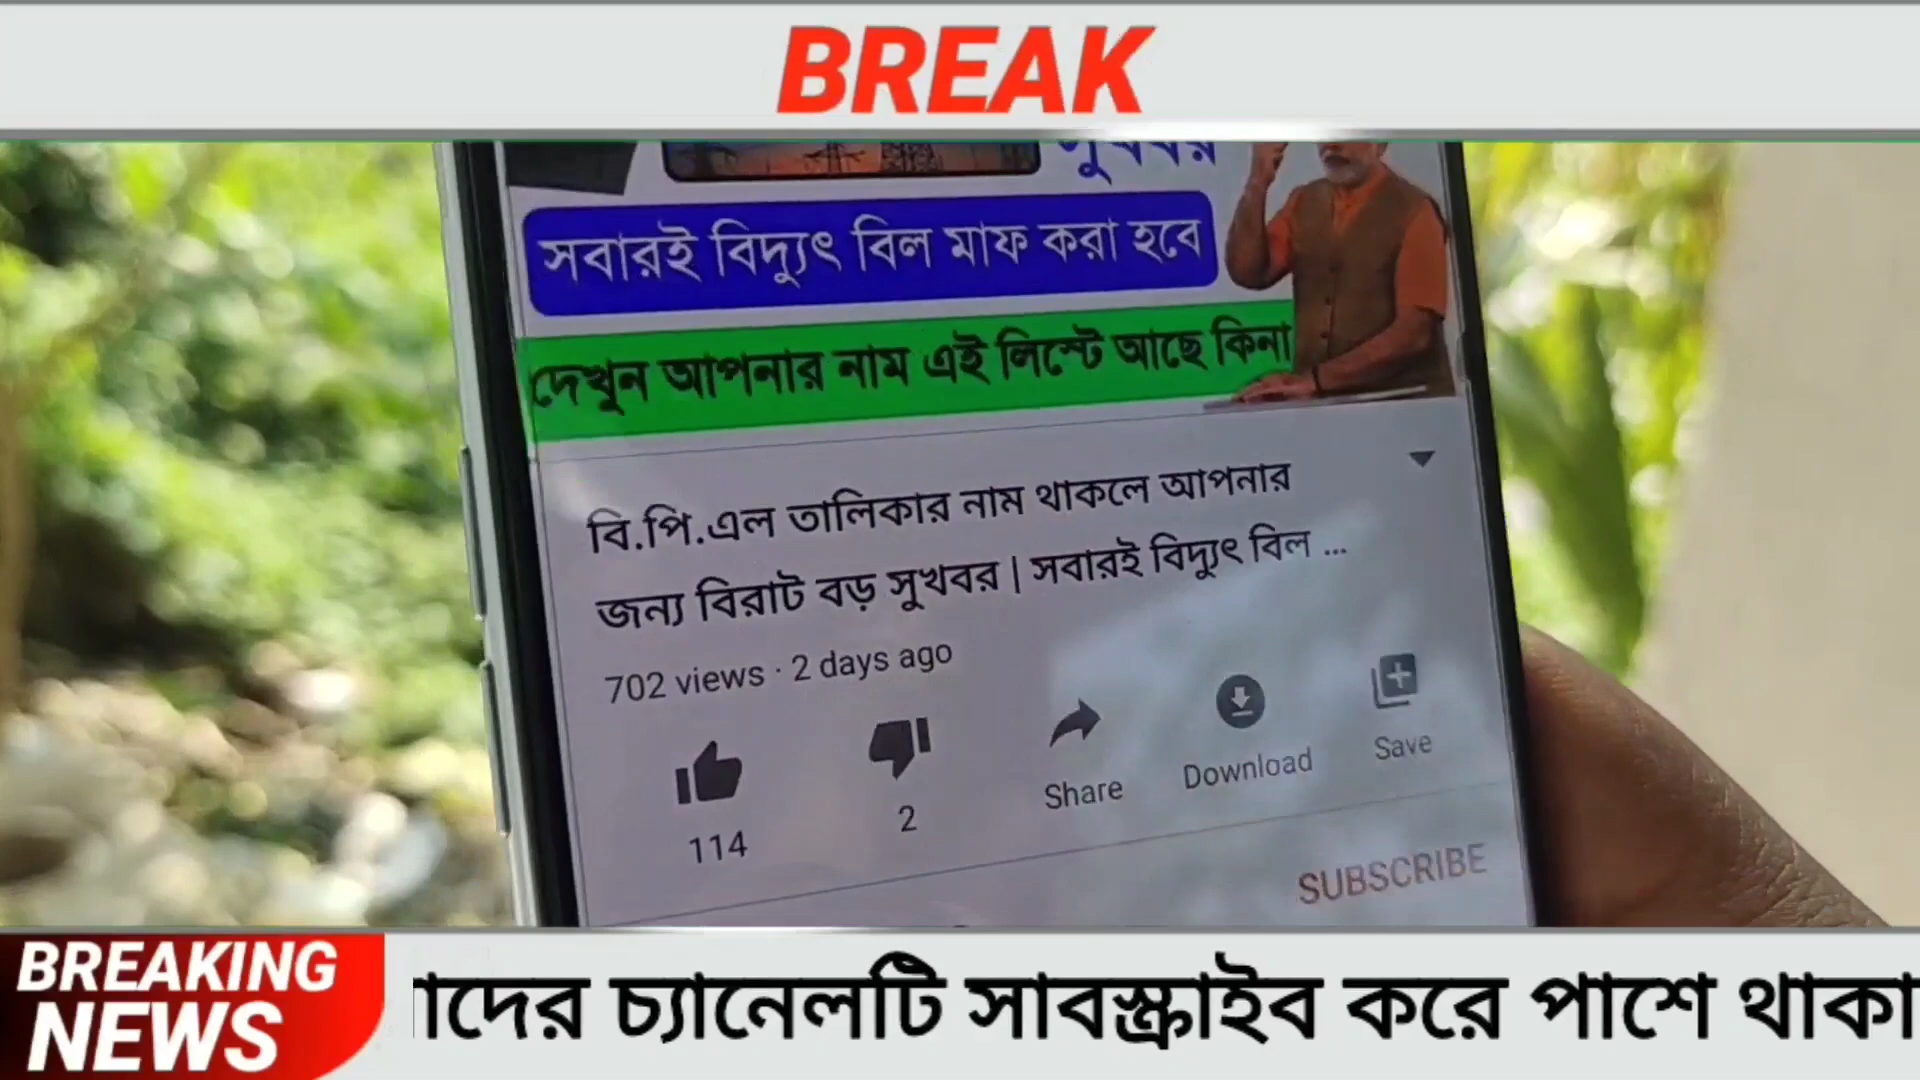 BREAK
সুখবর
সবারই বিদ্যুৎ বিল মাফ করা হবে
দেখুন আপনার নাম এই লিস্টে আছে কিনা
বি.পি.এল তালিকার নাম থাকলে আপনার
জন্য বিরাট বড় সুখবর | সবারই বিদ্যুৎ বিল ...
702 views · 2 days ago
114
2
Share
Download
Save
SUBSCRIBE
BREAKING
NEWS
াদের চ্যানেলটি সাবস্ক্রাইব করে পাশে থাকা